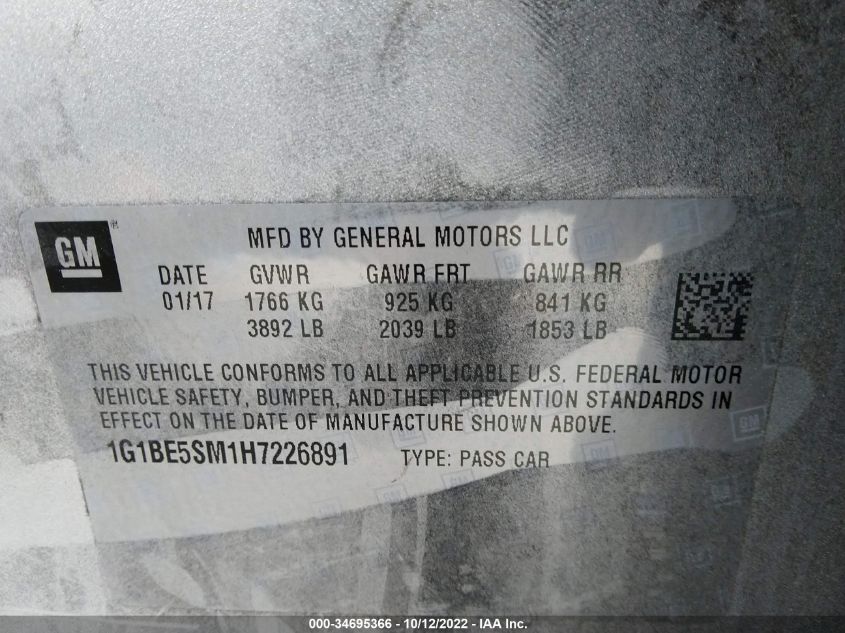 GM
MFD BY GENERAL MOTORS LLC
DATE GVWR GAWR FRT GAWR RR
01/17 1766 KG 925 KG 841 KG
3892 LB 2039 LB 1853 LB
THIS VEHICLE CONFORMS TO ALL APPLICABLE U.S. FEDERAL MOTOR
VEHICLE SAFETY, BUMPER, AND THEFT PREVENTION STANDARDS IN
EFFECT ON THE DATE OF MANUFACTURE SHOWN ABOVE.
1G1BE5SM1H7226891 TYPE: PASS CAR
000-34695366 - 10/12/2022 - IAA Inc.